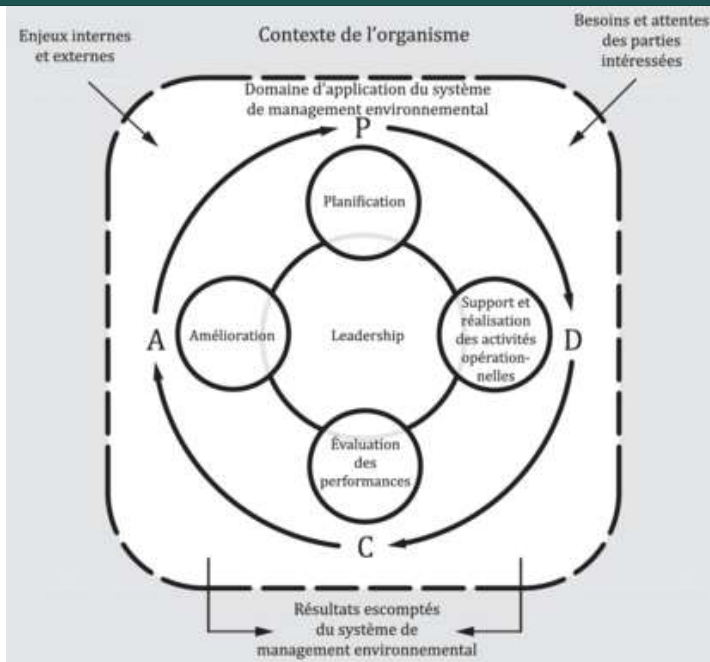 Enjeux internes
et externes
Contexte de l'organisme
Besoins et attentes
des parties
intéressées
Domaine d'application du système
de management environnemental
P
Planification
A
Amélioration
Leadership
Support et
réalisation
des activités
opération-
nelles
D
Évaluation
des
performances
C
Résultats escomptés
du système de
management environnemental